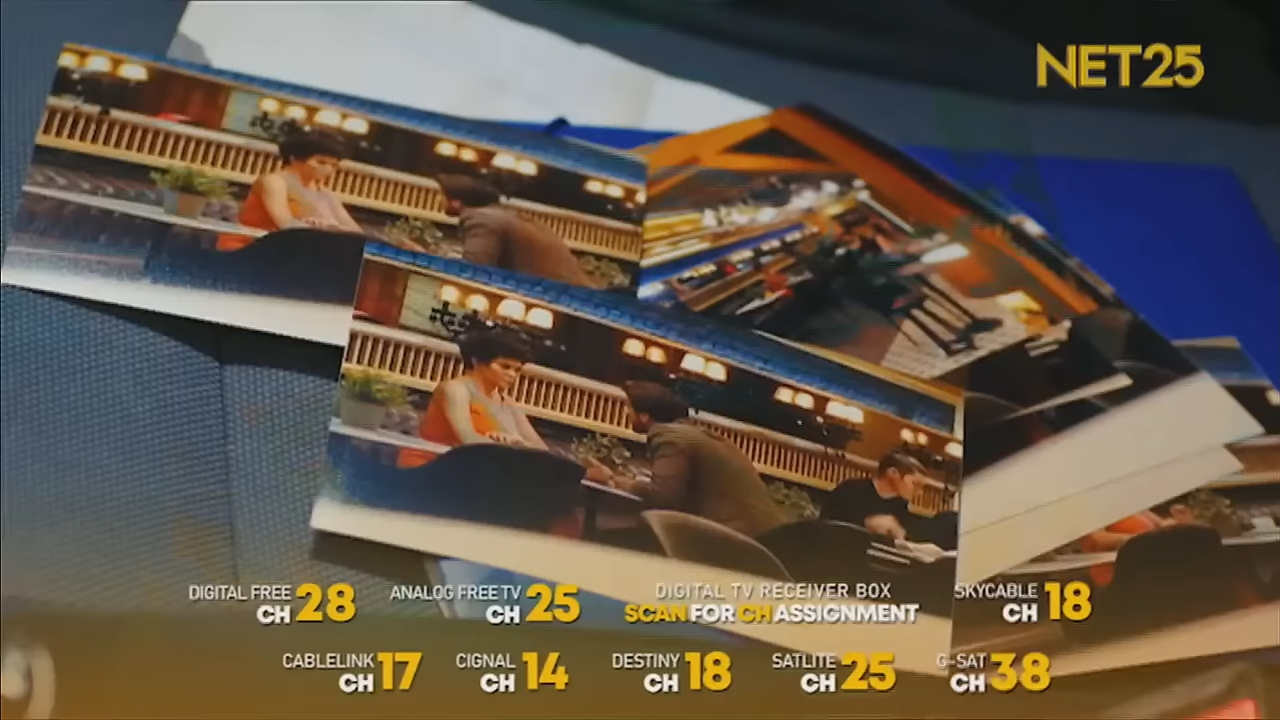 NET25
DIGITAL FREE CH 28
ANALOG FREE TV CH 25
DIGITAL TV RECEIVER BOX
SCAN FOR CH ASSIGNMENT
SKYCABLE CH 18
CABLELINK CH 17
CIGNAL CH 14
DESTINY CH 18
SATLITE CH 25
G-SAT CH 38